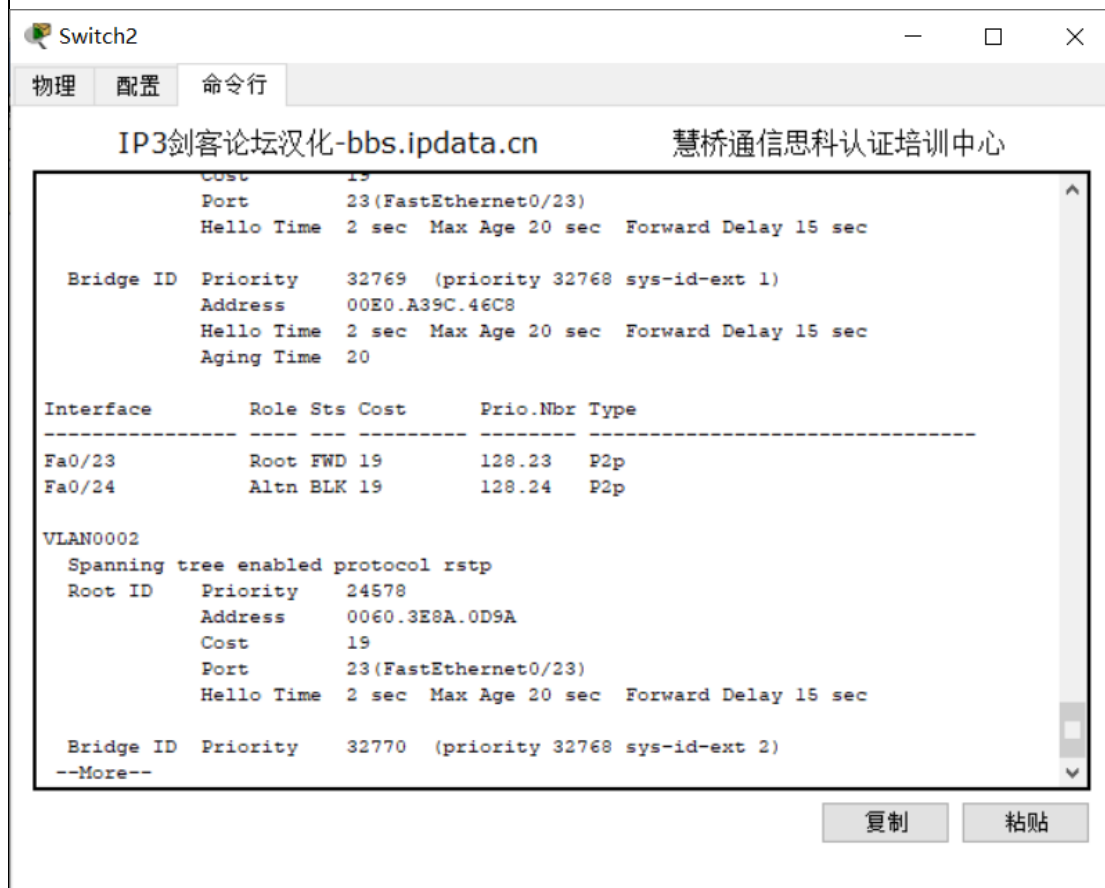 Switch2
物理 配置 命令行
IP3剑客论坛汉化-bbs.ipdata.cn 慧桥通信思科认证培训中心
Cost 19
Port 23(FastEthernet0/23)
Hello Time 2 sec Max Age 20 sec Forward Delay 15 sec
Bridge ID Priority 32769 (priority 32768 sys-id-ext 1)
Address 00E0.A39C.46C8
Hello Time 2 sec Max Age 20 sec Forward Delay 15 sec
Aging Time 20
Interface Role Sts Cost Prio.Nbr Type
---------------- ---- --- --------- -------- --------------------------------
Fa0/23 Root FWD 19 128.23 P2p
Fa0/24 Altn BLK 19 128.24 P2p
VLAN0002
Spanning tree enabled protocol rstp
Root ID Priority 24578
Address 0060.3E8A.0D9A
Cost 19
Port 23(FastEthernet0/23)
Hello Time 2 sec Max Age 20 sec Forward Delay 15 sec
Bridge ID Priority 32770 (priority 32768 sys-id-ext 2)
--More--
复制 粘贴